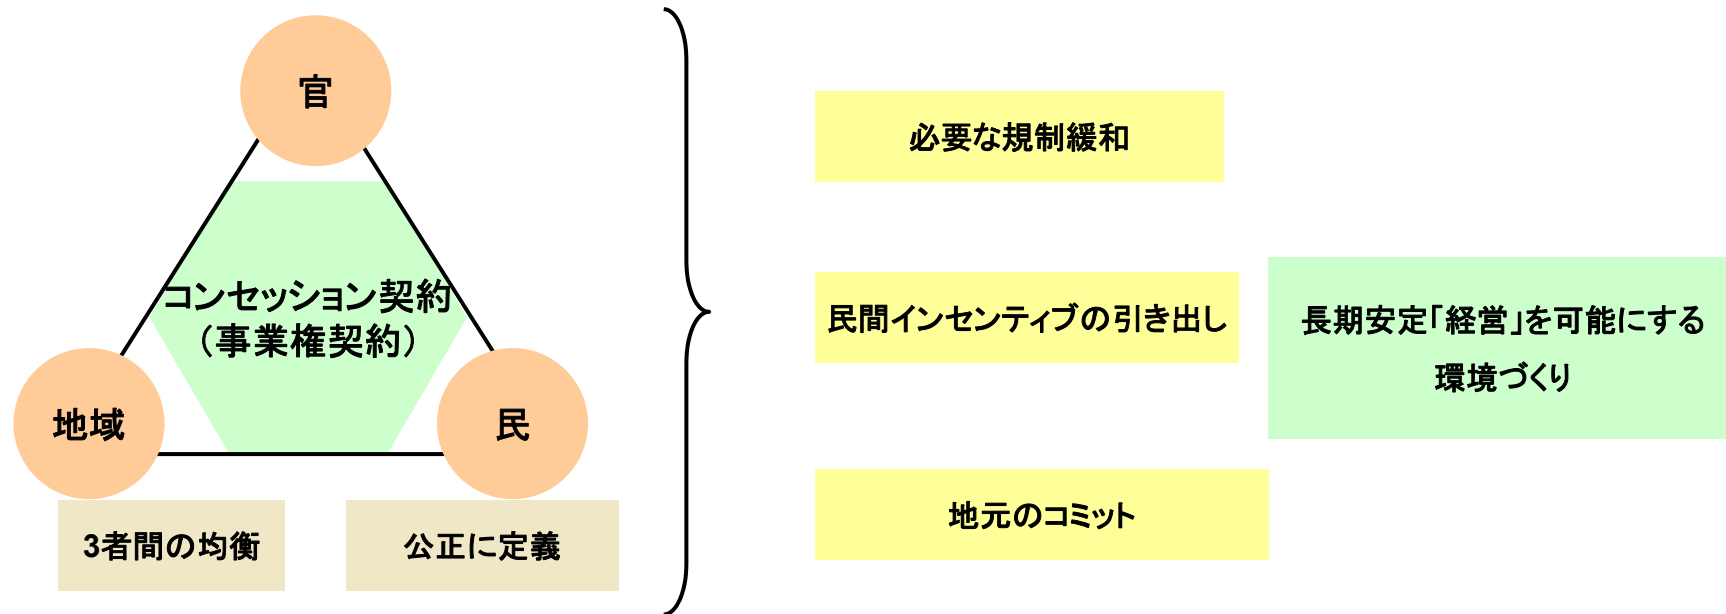 官
コンセッション契約
（事業権契約）
地域
民
3者間の均衡
公正に定義
必要な規制緩和
民間インセンティブの引き出し
地元のコミット
長期安定「経営」を可能にする
環境づくり